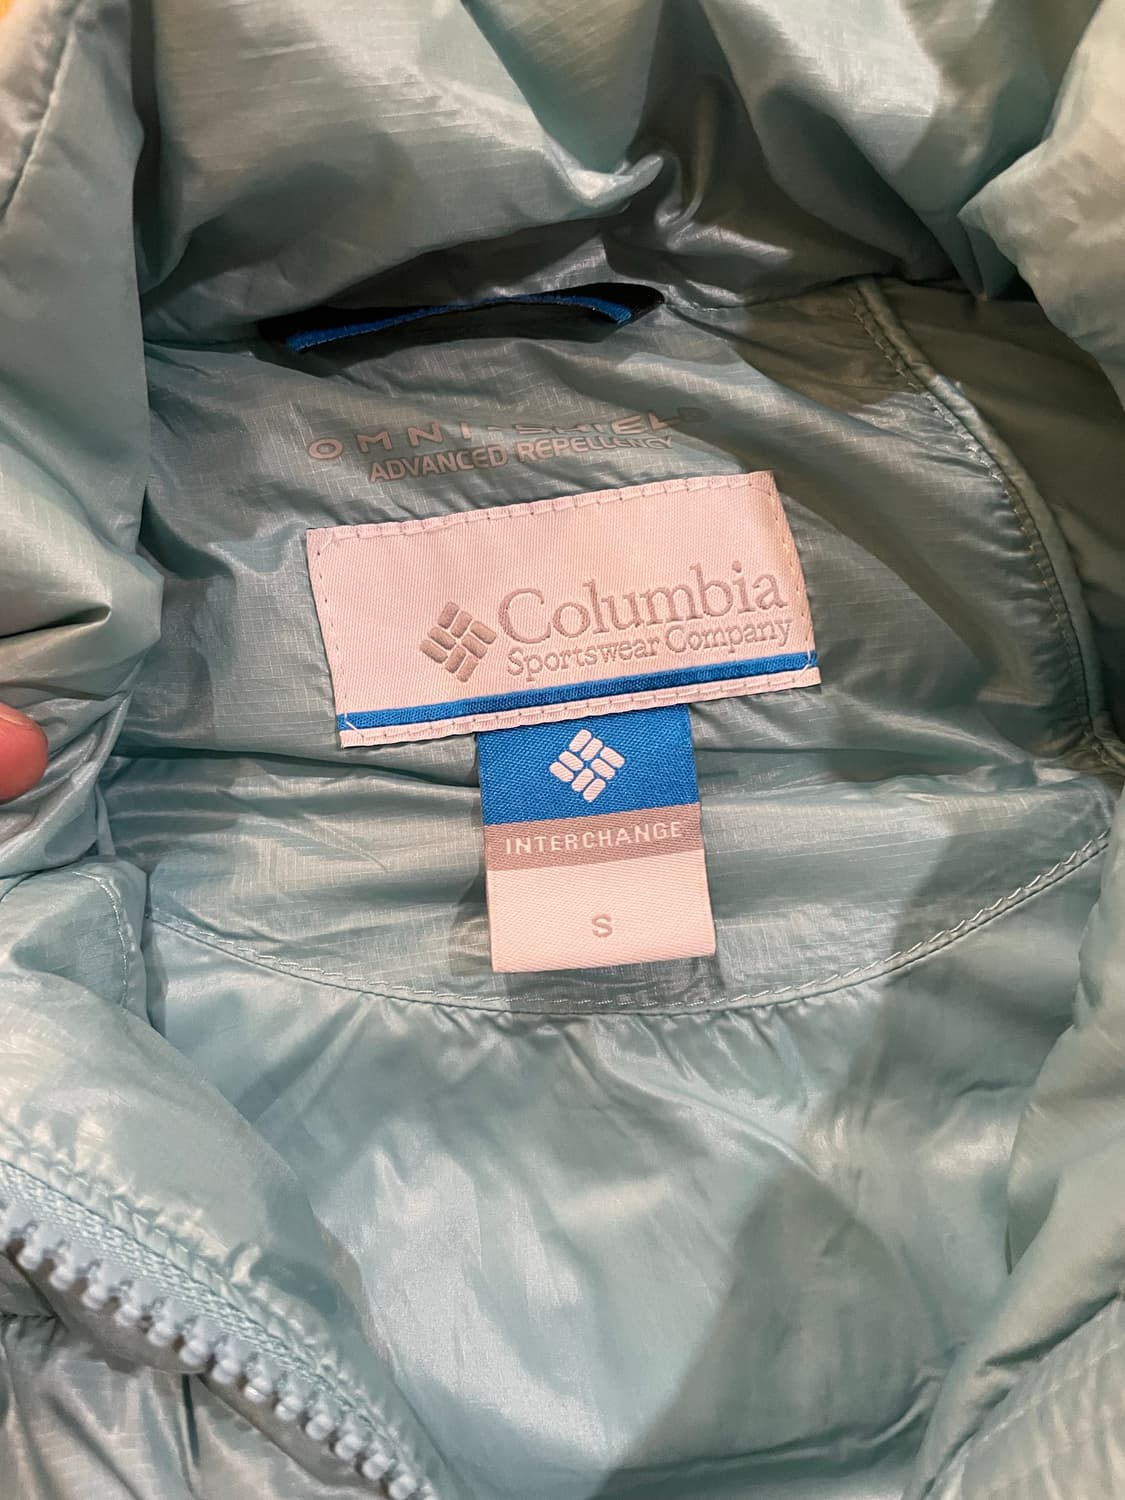 OMNI-SHIELD
ADVANCED REPELLENCY
Columbia
Sportswear Company
INTERCHANGE
S